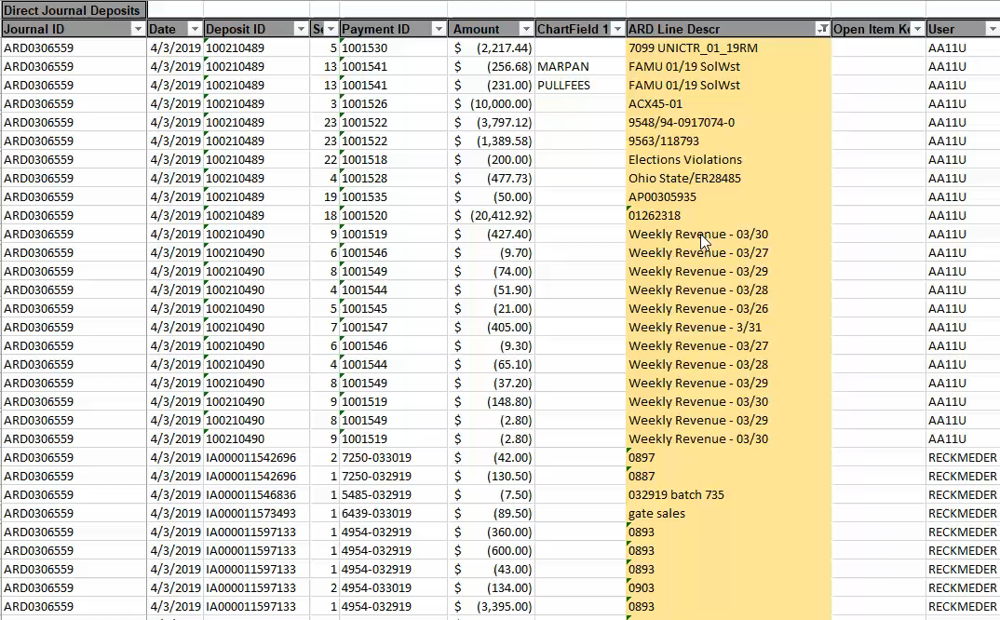 Direct Journal Deposits
Journal ID Date Deposit ID Se Payment ID Amount ChartField 1 ARD Line Descr Open Item Ke User
ARD0306559 4/3/2019 100210489 5 1001530 $ (2,217.44) 7099 UNICTR_01_19RM AA11U
ARD0306559 4/3/2019 100210489 13 1001541 $ (256.68) MARPAN FAMU 01/19 SolWst AA11U
ARD0306559 4/3/2019 100210489 13 1001541 $ (231.00) PULLFEES FAMU 01/19 SolWst AA11U
ARD0306559 4/3/2019 100210489 3 1001526 $ (10,000.00) ACX45-01 AA11U
ARD0306559 4/3/2019 100210489 23 1001522 $ (3,797.12) 9548/94-0917074-0 AA11U
ARD0306559 4/3/2019 100210489 23 1001522 $ (1,389.58) 9563/118793 AA11U
ARD0306559 4/3/2019 100210489 22 1001518 $ (200.00) Elections Violations AA11U
ARD0306559 4/3/2019 100210489 4 1001528 $ (477.73) Ohio State/ER28485 AA11U
ARD0306559 4/3/2019 100210489 19 1001535 $ (50.00) AP00305935 AA11U
ARD0306559 4/3/2019 100210489 18 1001520 $ (20,412.92) 01262318 AA11U
ARD0306559 4/3/2019 100210490 9 1001519 $ (427.40) Weekly Revenue - 03/30 AA11U
ARD0306559 4/3/2019 100210490 6 1001546 $ (9.70) Weekly Revenue - 03/27 AA11U
ARD0306559 4/3/2019 100210490 8 1001549 $ (74.00) Weekly Revenue - 03/29 AA11U
ARD0306559 4/3/2019 100210490 4 1001544 $ (51.90) Weekly Revenue - 03/28 AA11U
ARD0306559 4/3/2019 100210490 5 1001545 $ (21.00) Weekly Revenue - 03/26 AA11U
ARD0306559 4/3/2019 100210490 7 1001547 $ (405.00) Weekly Revenue - 3/31 AA11U
ARD0306559 4/3/2019 100210490 6 1001546 $ (9.30) Weekly Revenue - 03/27 AA11U
ARD0306559 4/3/2019 100210490 4 1001544 $ (65.10) Weekly Revenue - 03/28 AA11U
ARD0306559 4/3/2019 100210490 8 1001549 $ (37.20) Weekly Revenue - 03/29 AA11U
ARD0306559 4/3/2019 100210490 9 1001519 $ (148.80) Weekly Revenue - 03/30 AA11U
ARD0306559 4/3/2019 100210490 8 1001549 $ (2.80) Weekly Revenue - 03/29 AA11U
ARD0306559 4/3/2019 100210490 9 1001519 $ (2.80) Weekly Revenue - 03/30 AA11U
ARD0306559 4/3/2019 IA000011542696 2 7250-033019 $ (42.00) 0897 RECKMEDER
ARD0306559 4/3/2019 IA000011542696 1 7250-032919 $ (130.50) 0887 RECKMEDER
ARD0306559 4/3/2019 IA000011546836 1 5485-032919 $ (7.50) 032919 batch 735 RECKMEDER
ARD0306559 4/3/2019 IA000011573493 1 6439-033019 $ (89.50) gate sales RECKMEDER
ARD0306559 4/3/2019 IA000011597133 1 4954-032919 $ (360.00) 0893 RECKMEDER
ARD0306559 4/3/2019 IA000011597133 1 4954-032919 $ (600.00) 0893 RECKMEDER
ARD0306559 4/3/2019 IA000011597133 1 4954-032919 $ (43.00) 0893 RECKMEDER
ARD0306559 4/3/2019 IA000011597133 2 4954-033019 $ (134.00) 0903 RECKMEDER
ARD0306559 4/3/2019 IA000011597133 1 4954-032919 $ (3,395.00) 0893 RECKMEDER